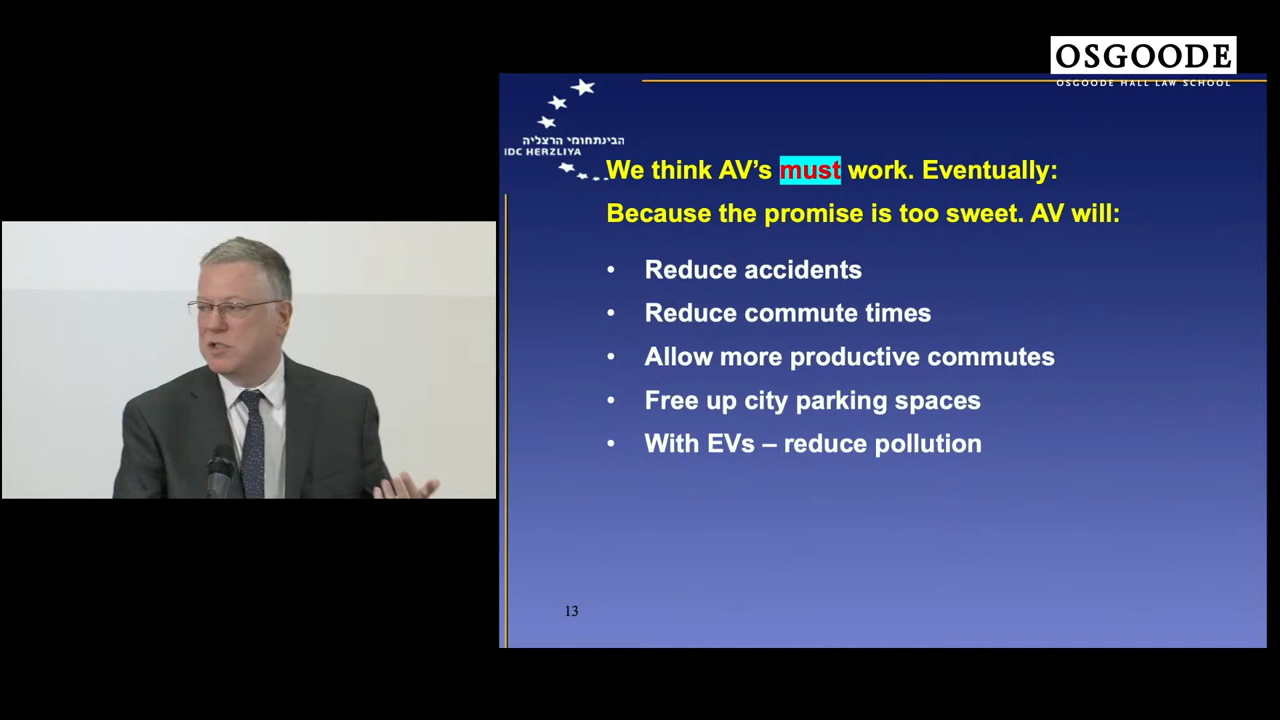 OSGOODE
OSGOODE HALL LAW SCHOOL
הבינתחומי הרצליה
IDC HERZLIYA
We think AV’s must work. Eventually:
Because the promise is too sweet. AV will:
• Reduce accidents
• Reduce commute times
• Allow more productive commutes
• Free up city parking spaces
• With EVs – reduce pollution
13